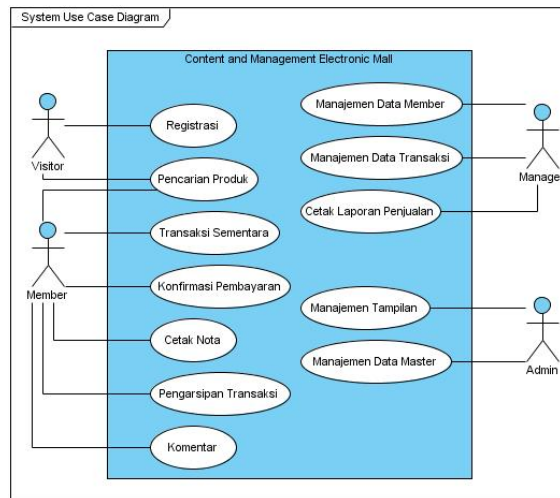 System Use Case Diagram
Content and Management Electronic Mall
Visitor
Member
Registrasi
Pencarian Produk
Transaksi Sementara
Konfirmasi Pembayaran
Cetak Nota
Pengarsipan Transaksi
Komentar
Manajemen Data Member
Manajemen Data Transaksi
Cetak Laporan Penjualan
Manajemen Tampilan
Manajemen Data Master
Manage
Admin